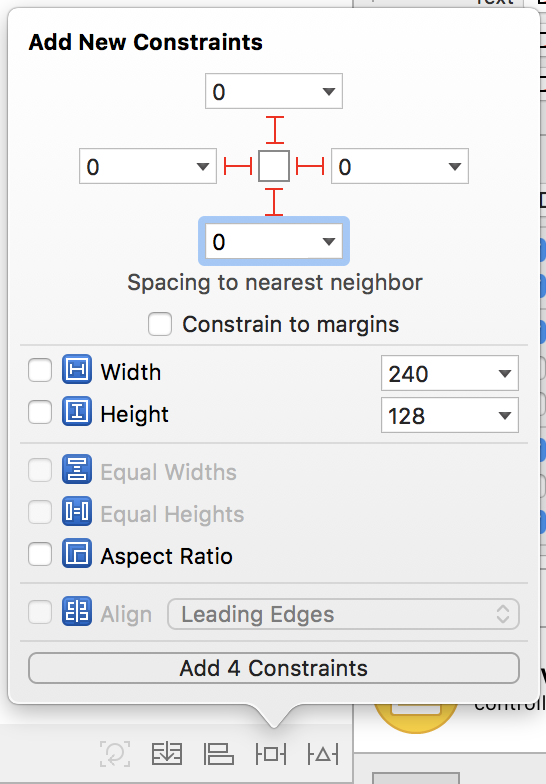 Text
Add New Constraints
0
0
0
0
Spacing to nearest neighbor
Constrain to margins
Width
240
Height
128
Equal Widths
Equal Heights
Aspect Ratio
Align
Leading Edges
Add 4 Constraints